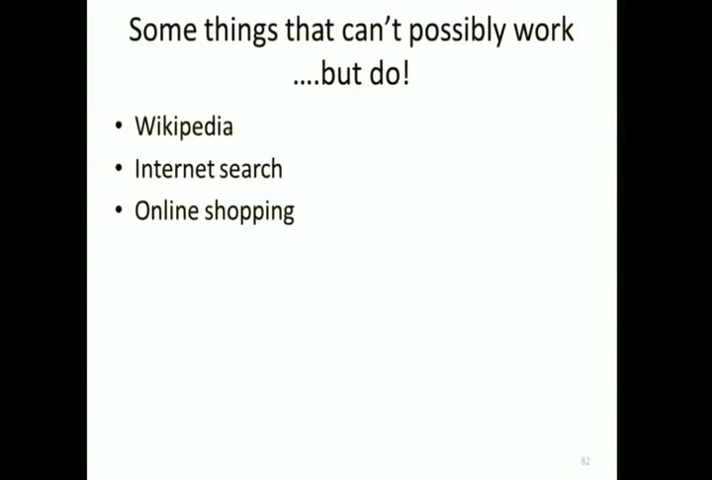 Some things that can't possibly work
....but do!
• Wikipedia
• Internet search
• Online shopping
82